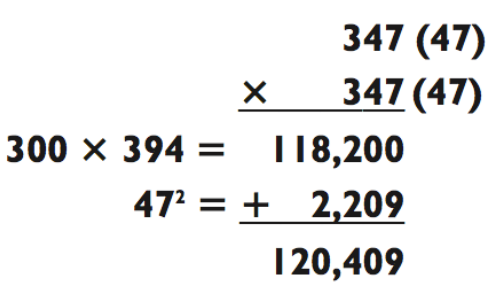 347 (47)
× 347 (47)
300 × 394 = 118,200
47² = + 2,209
120,409